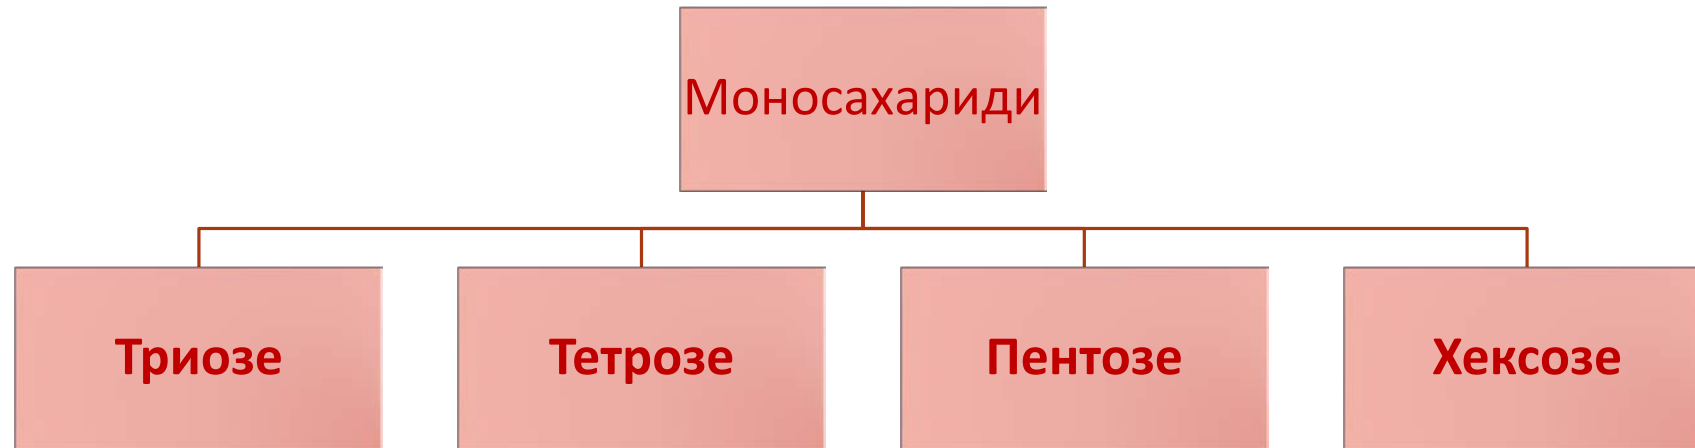 Моносахариди
Триозе
Тетрозе
Пентозе
Хексозе